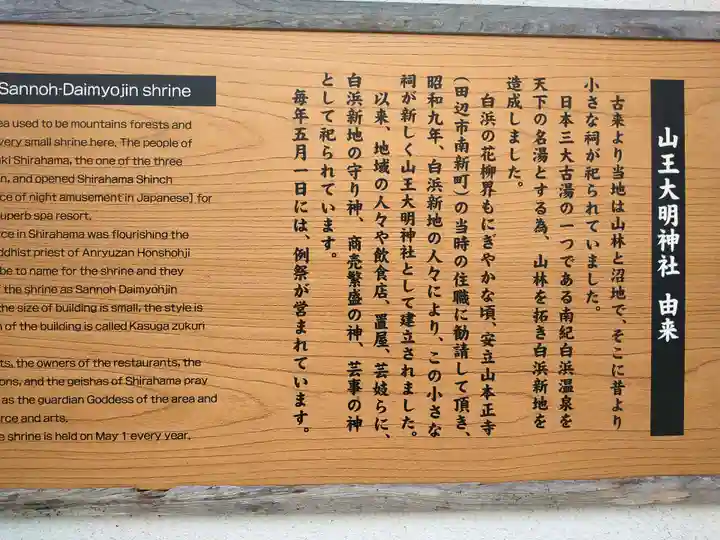 山王大明神社 由来
古来より当地は山林と沼地で、そこに昔より
小さな祠が祀られていました。
日本三大古湯の一つである南紀白浜温泉を
天下の名湯とする為、山林を拓き白浜新地を
造成しました。
白浜の花柳界もにぎやかな頃、安立山本正寺
(田辺市南新町)の当時の住職に勧請して頂き、
昭和九年、白浜新地の人々により、この小さな
祠が新しく山王大明神社として建立されました。
以来、地域の人々や飲食店、置屋、芸妓らに、
白浜新地の守り神、商売繁盛の神、芸事の神
として祀られています。
毎年五月一日には、例祭が営まれています。
Sannoh-Daimyojin shrine
ea used to be mountains forests and
very small shrine here. The people of
ki Shirahama, the one of the three
n, and opened Shirahama Shinch
ce of night amusement in Japanese] for
uperb spa resort.
ce in Shirahama was flourishing the
ddhist priest of Anryuzan Honshohji
be to name for the shrine and they
the shrine as Sannoh Daimyohjin
the size of building is small, the style is
n of the building is called Kasuga zukuri
ts, the owners of the restaurants, the
ons, and the geishas of Shirahama pray
as the guardian Goddess of the area and
erce and arts.
e shrine is held on May 1 every year.